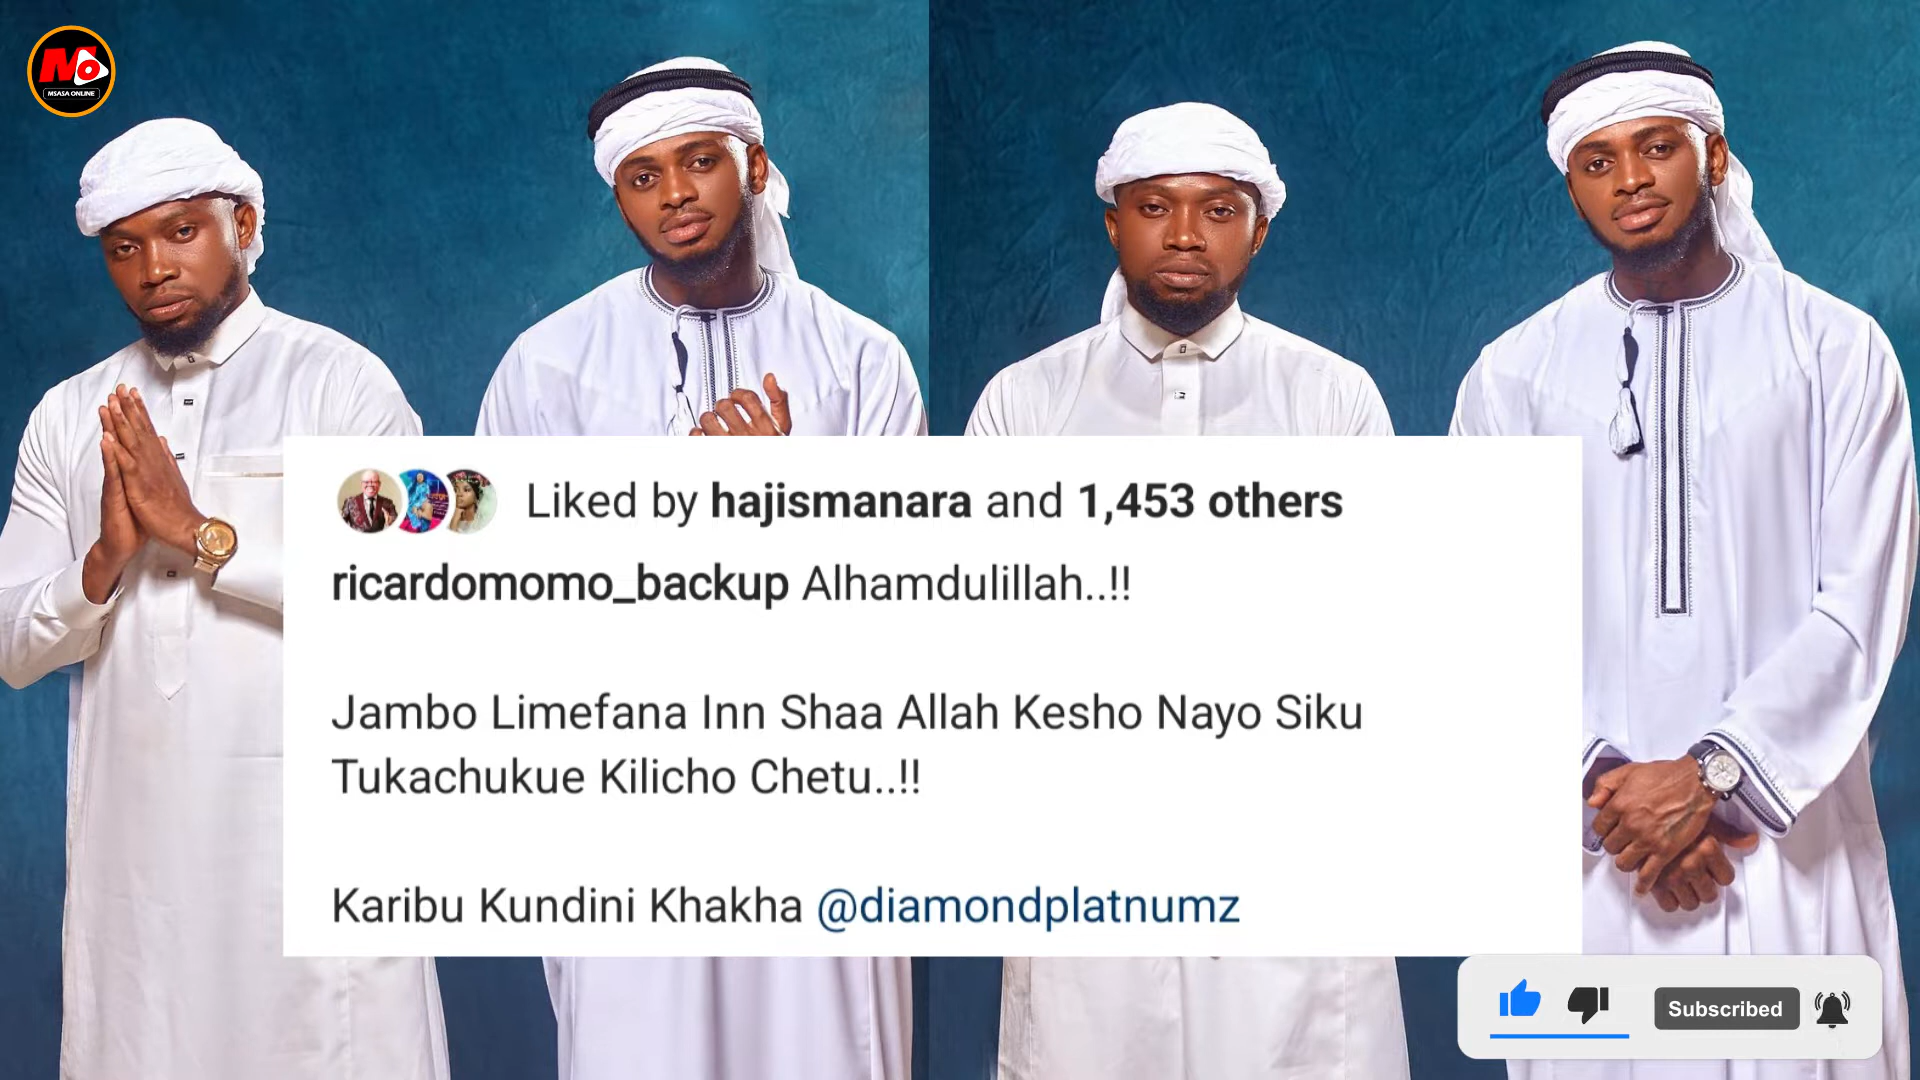 Mo
MSASA ONLINE
Liked by hajismanara and 1,453 others
ricardomomo_backup Alhamdulillah..!!
Jambo Limefana Inn Shaa Allah Kesho Nayo Siku
Tukachukue Kilicho Chetu..!!
Karibu Kundini Khakha @diamondplatnumz
Subscribed